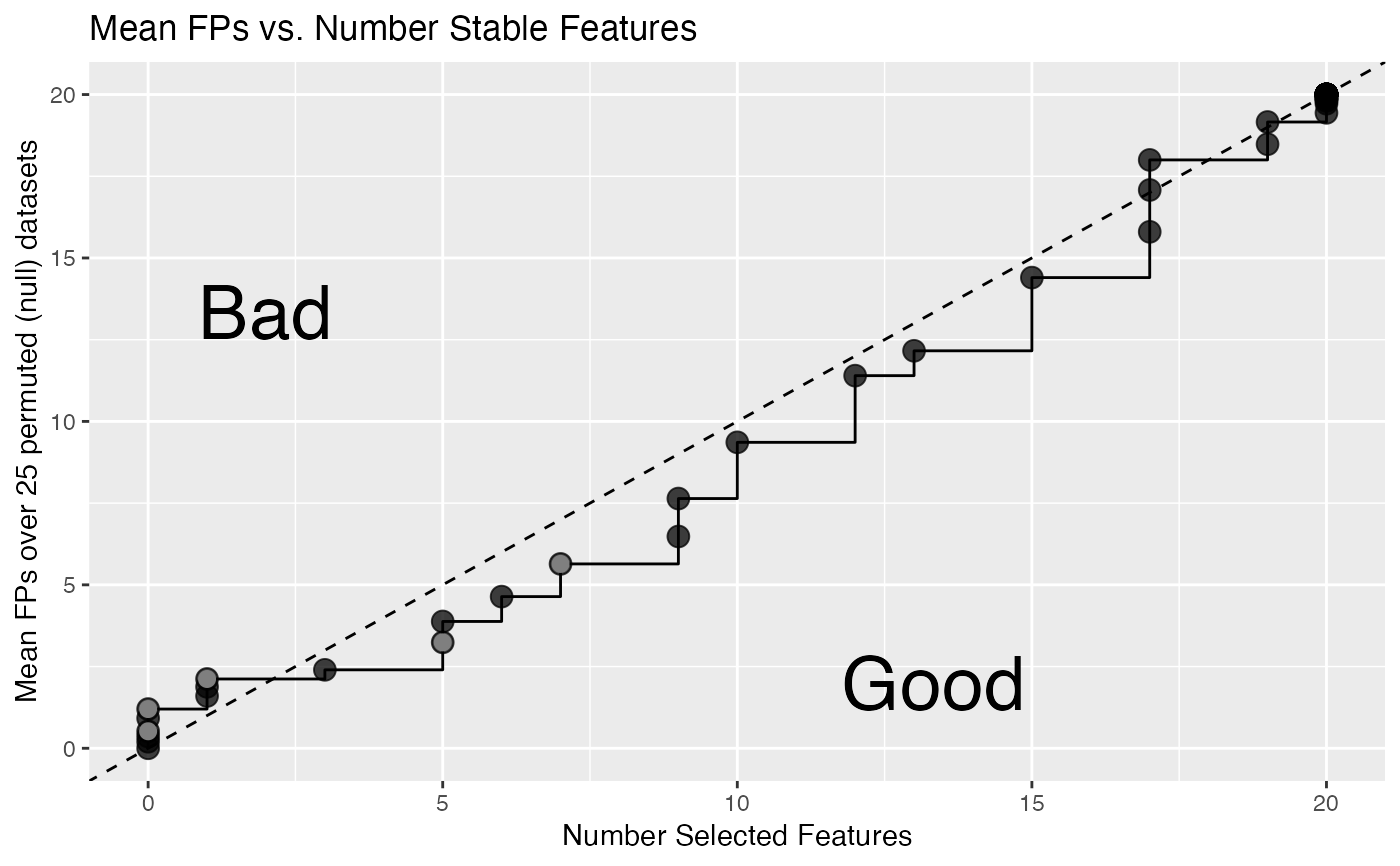 Mean FPs vs. Number Stable Features
Mean FPs over 25 permuted (null) datasets
20
15
10
5
0
Bad
Good
0 5 10 15 20
Number Selected Features